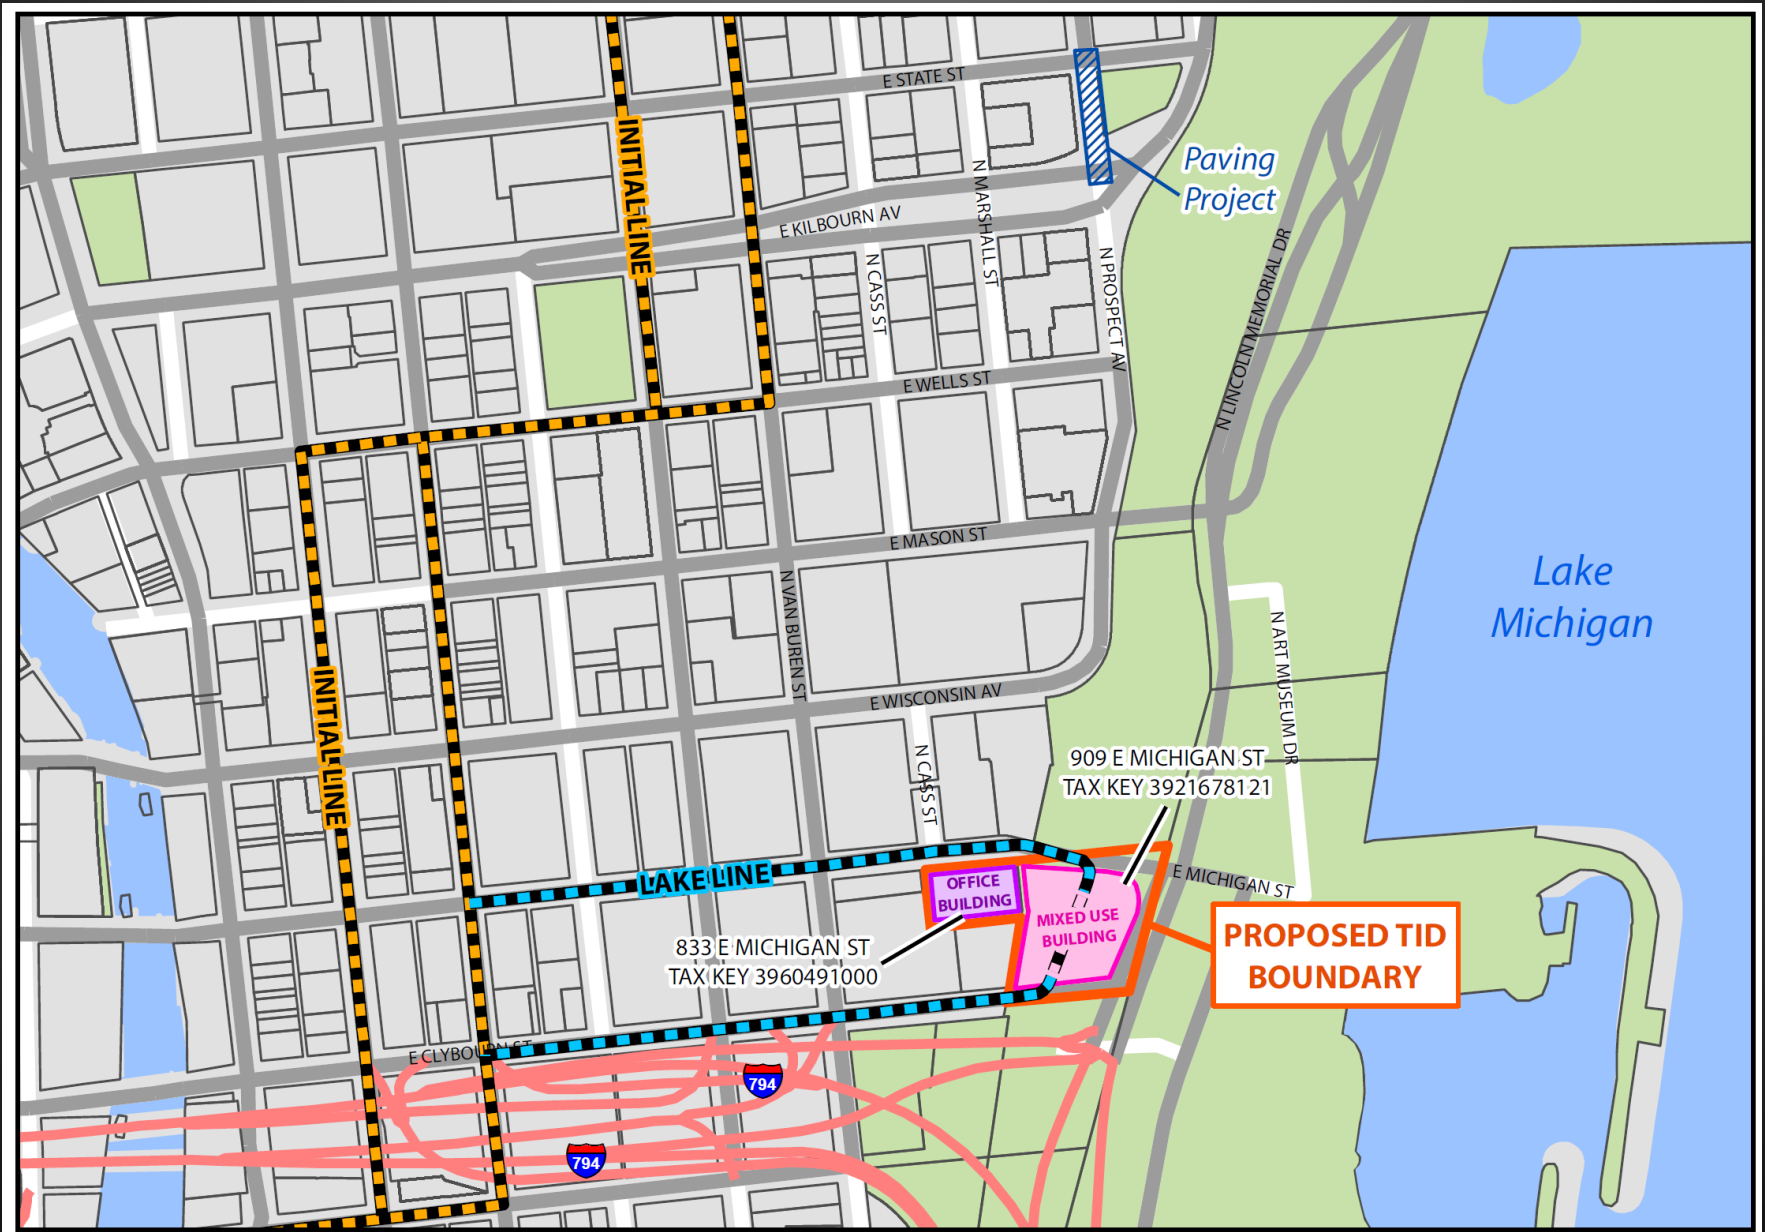 E STATE ST
INITIAL LINE
Paving
Project
N MARSHALL ST
E KILBOURN AV
N CASS ST
N PROSPECT AV
N LINCOLN MEMORIAL DR
E WELLS ST
E MASON ST
Lake
Michigan
N VAN BUREN ST
N ART MUSEUM DR
INITIAL LINE
E WISCONSIN AV
N CASS ST
909 E MICHIGAN ST
TAX KEY 3921678121
LAKE LINE
E MICHIGAN ST
OFFICE
BUILDING
MIXED USE
BUILDING
PROPOSED TID
BOUNDARY
833 E MICHIGAN ST
TAX KEY 3960491000
E CLYBOURN ST
794
794